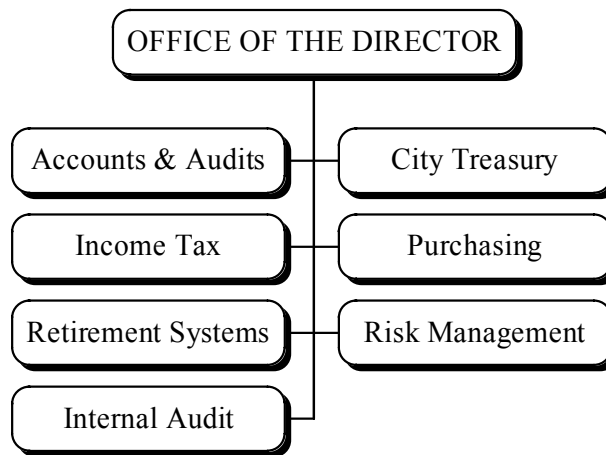 OFFICE OF THE DIRECTOR
Accounts & Audits
City Treasury
Income Tax
Purchasing
Retirement Systems
Risk Management
Internal Audit